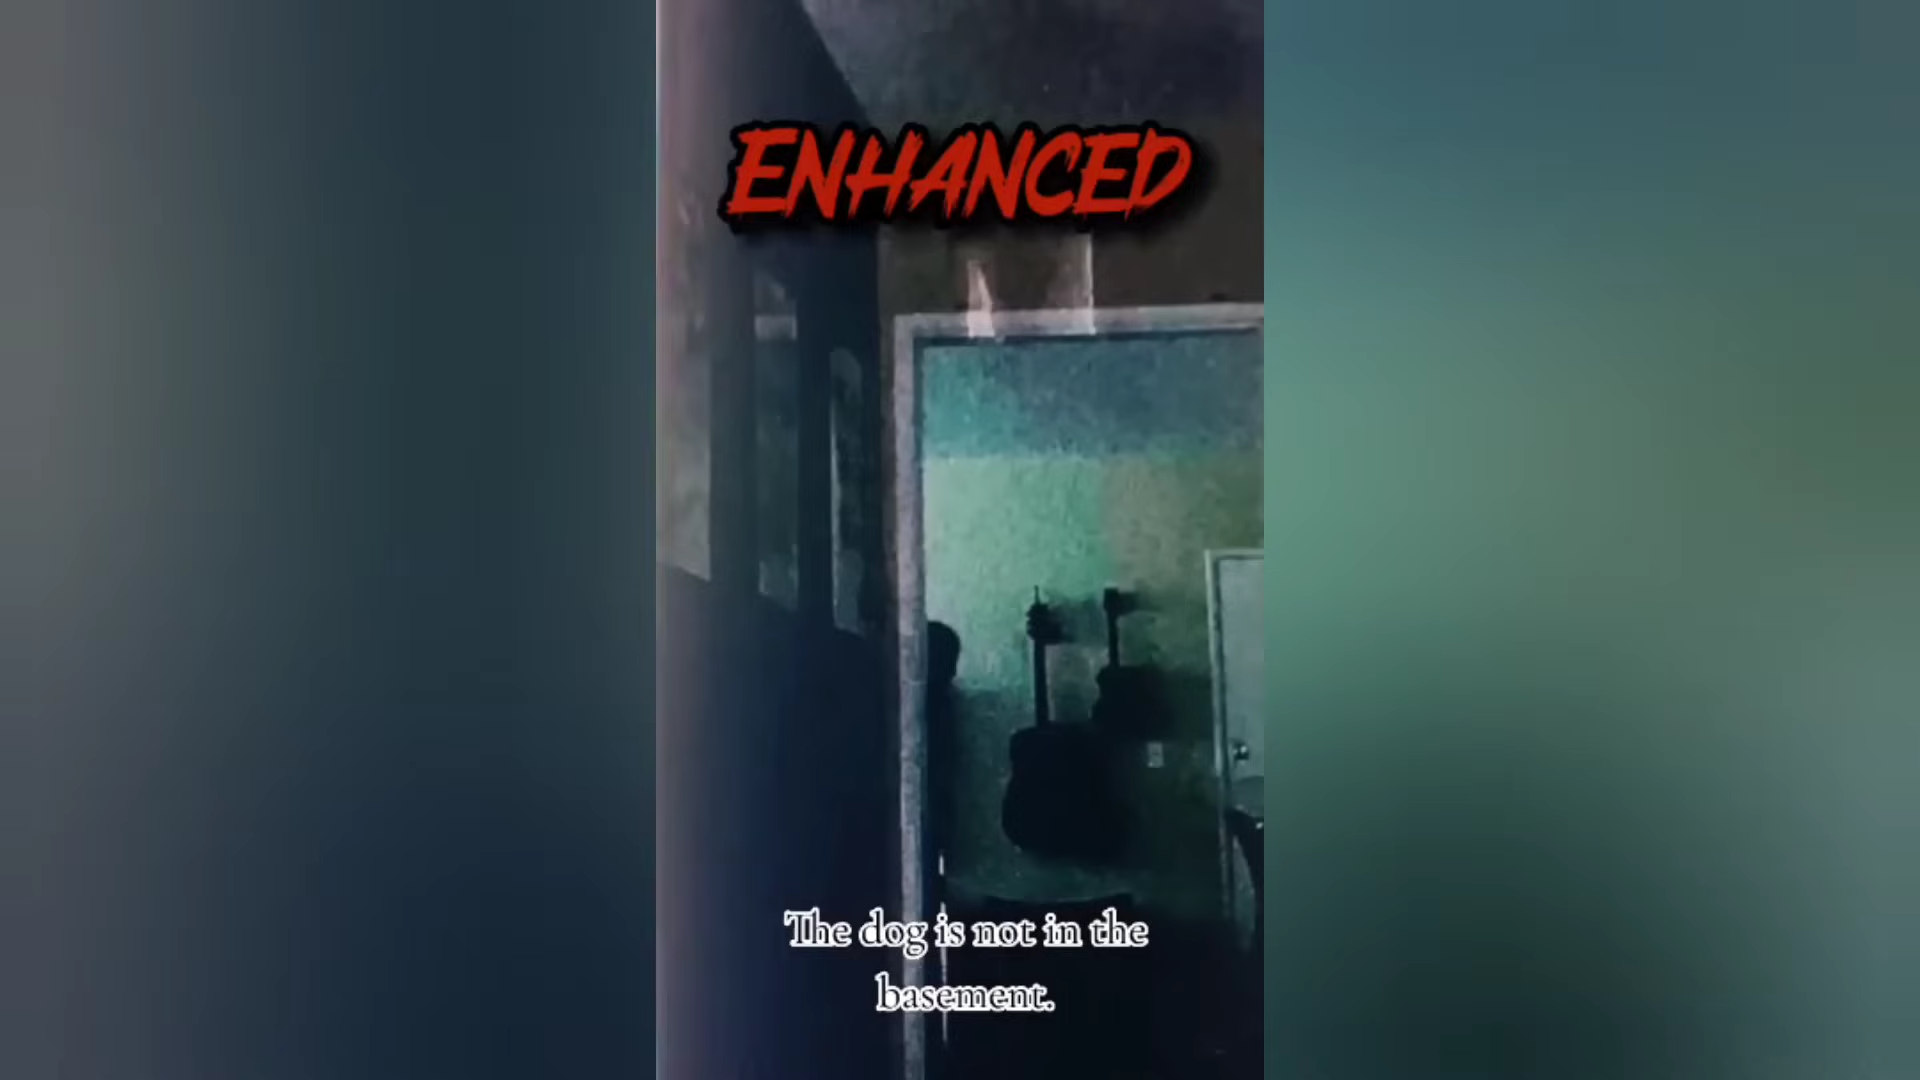 ENHANCED
The dog is not in the
basement.